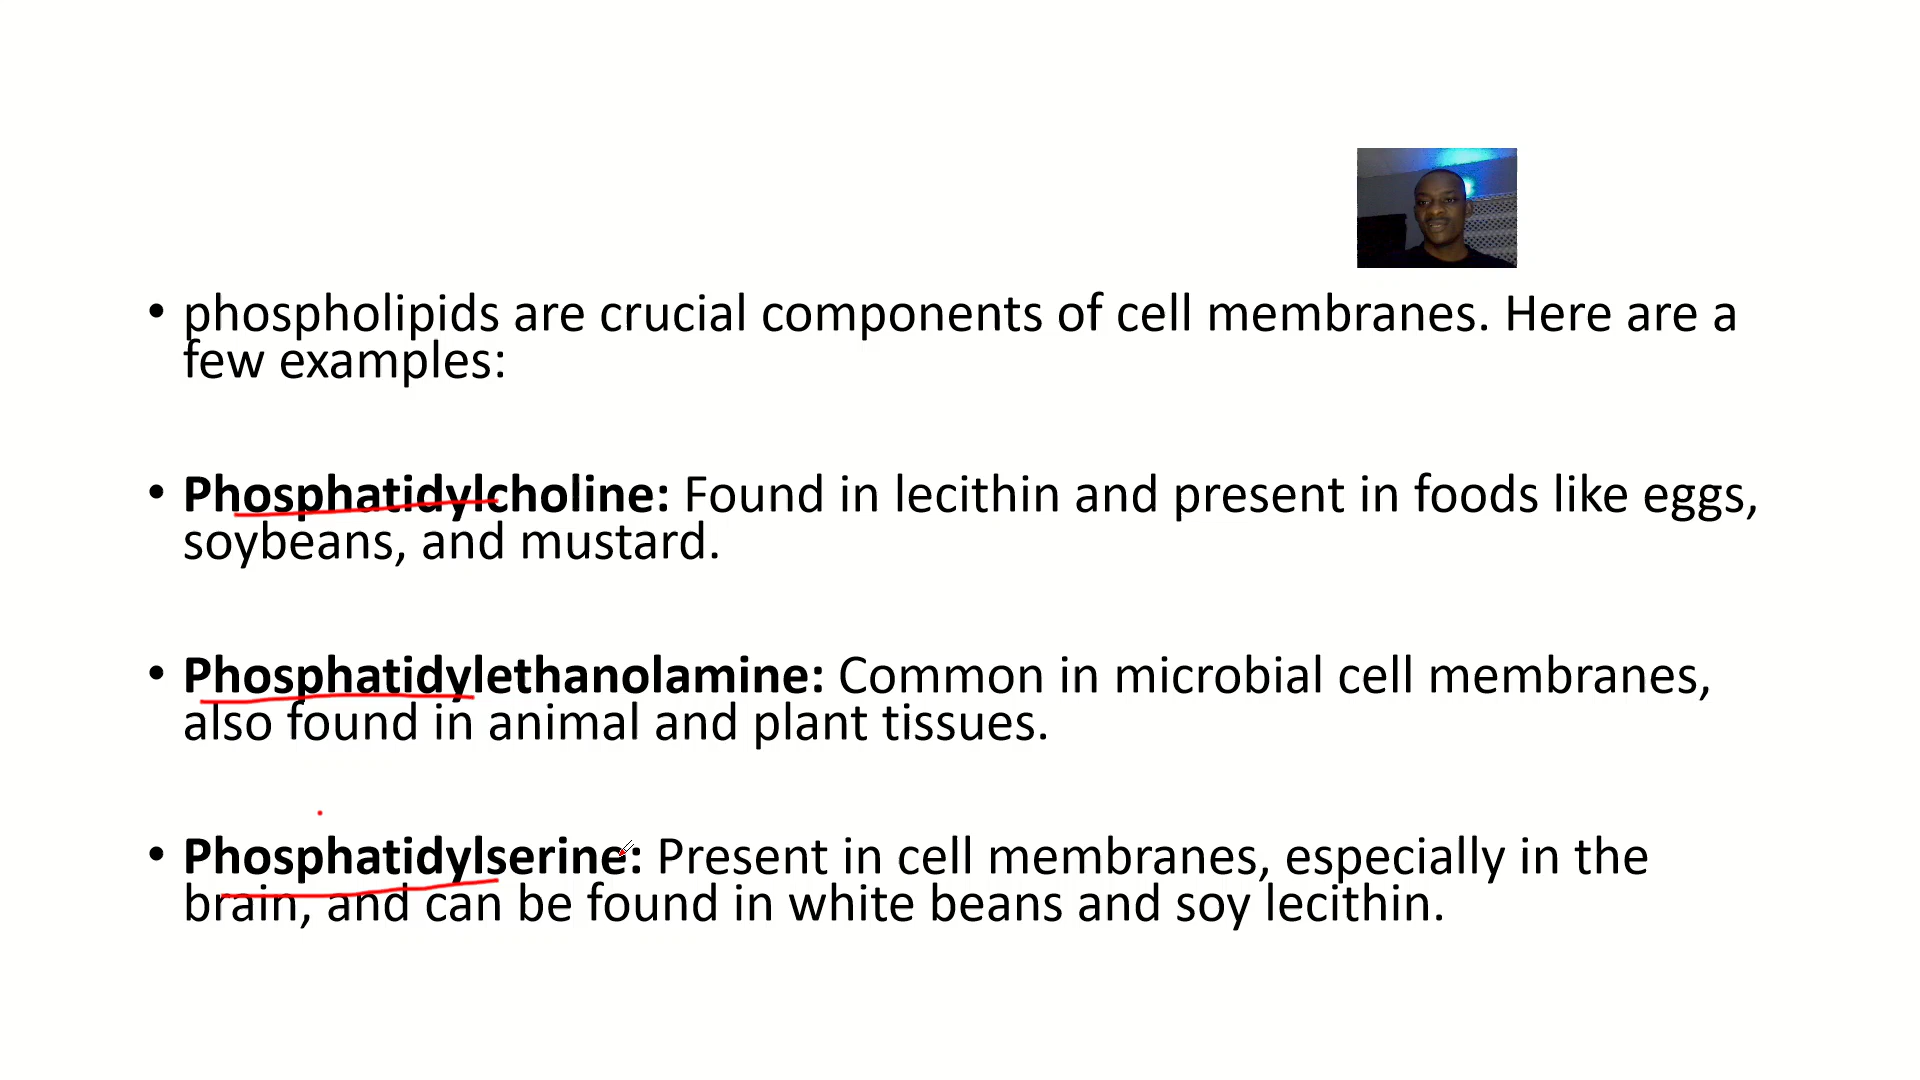 • phospholipids are crucial components of cell membranes. Here are a
few examples:
• Phosphatidylcholine: Found in lecithin and present in foods like eggs,
soybeans, and mustard.
• Phosphatidylethanolamine: Common in microbial cell membranes,
also found in animal and plant tissues.
• Phosphatidylserine: Present in cell membranes, especially in the
brain, and can be found in white beans and soy lecithin.